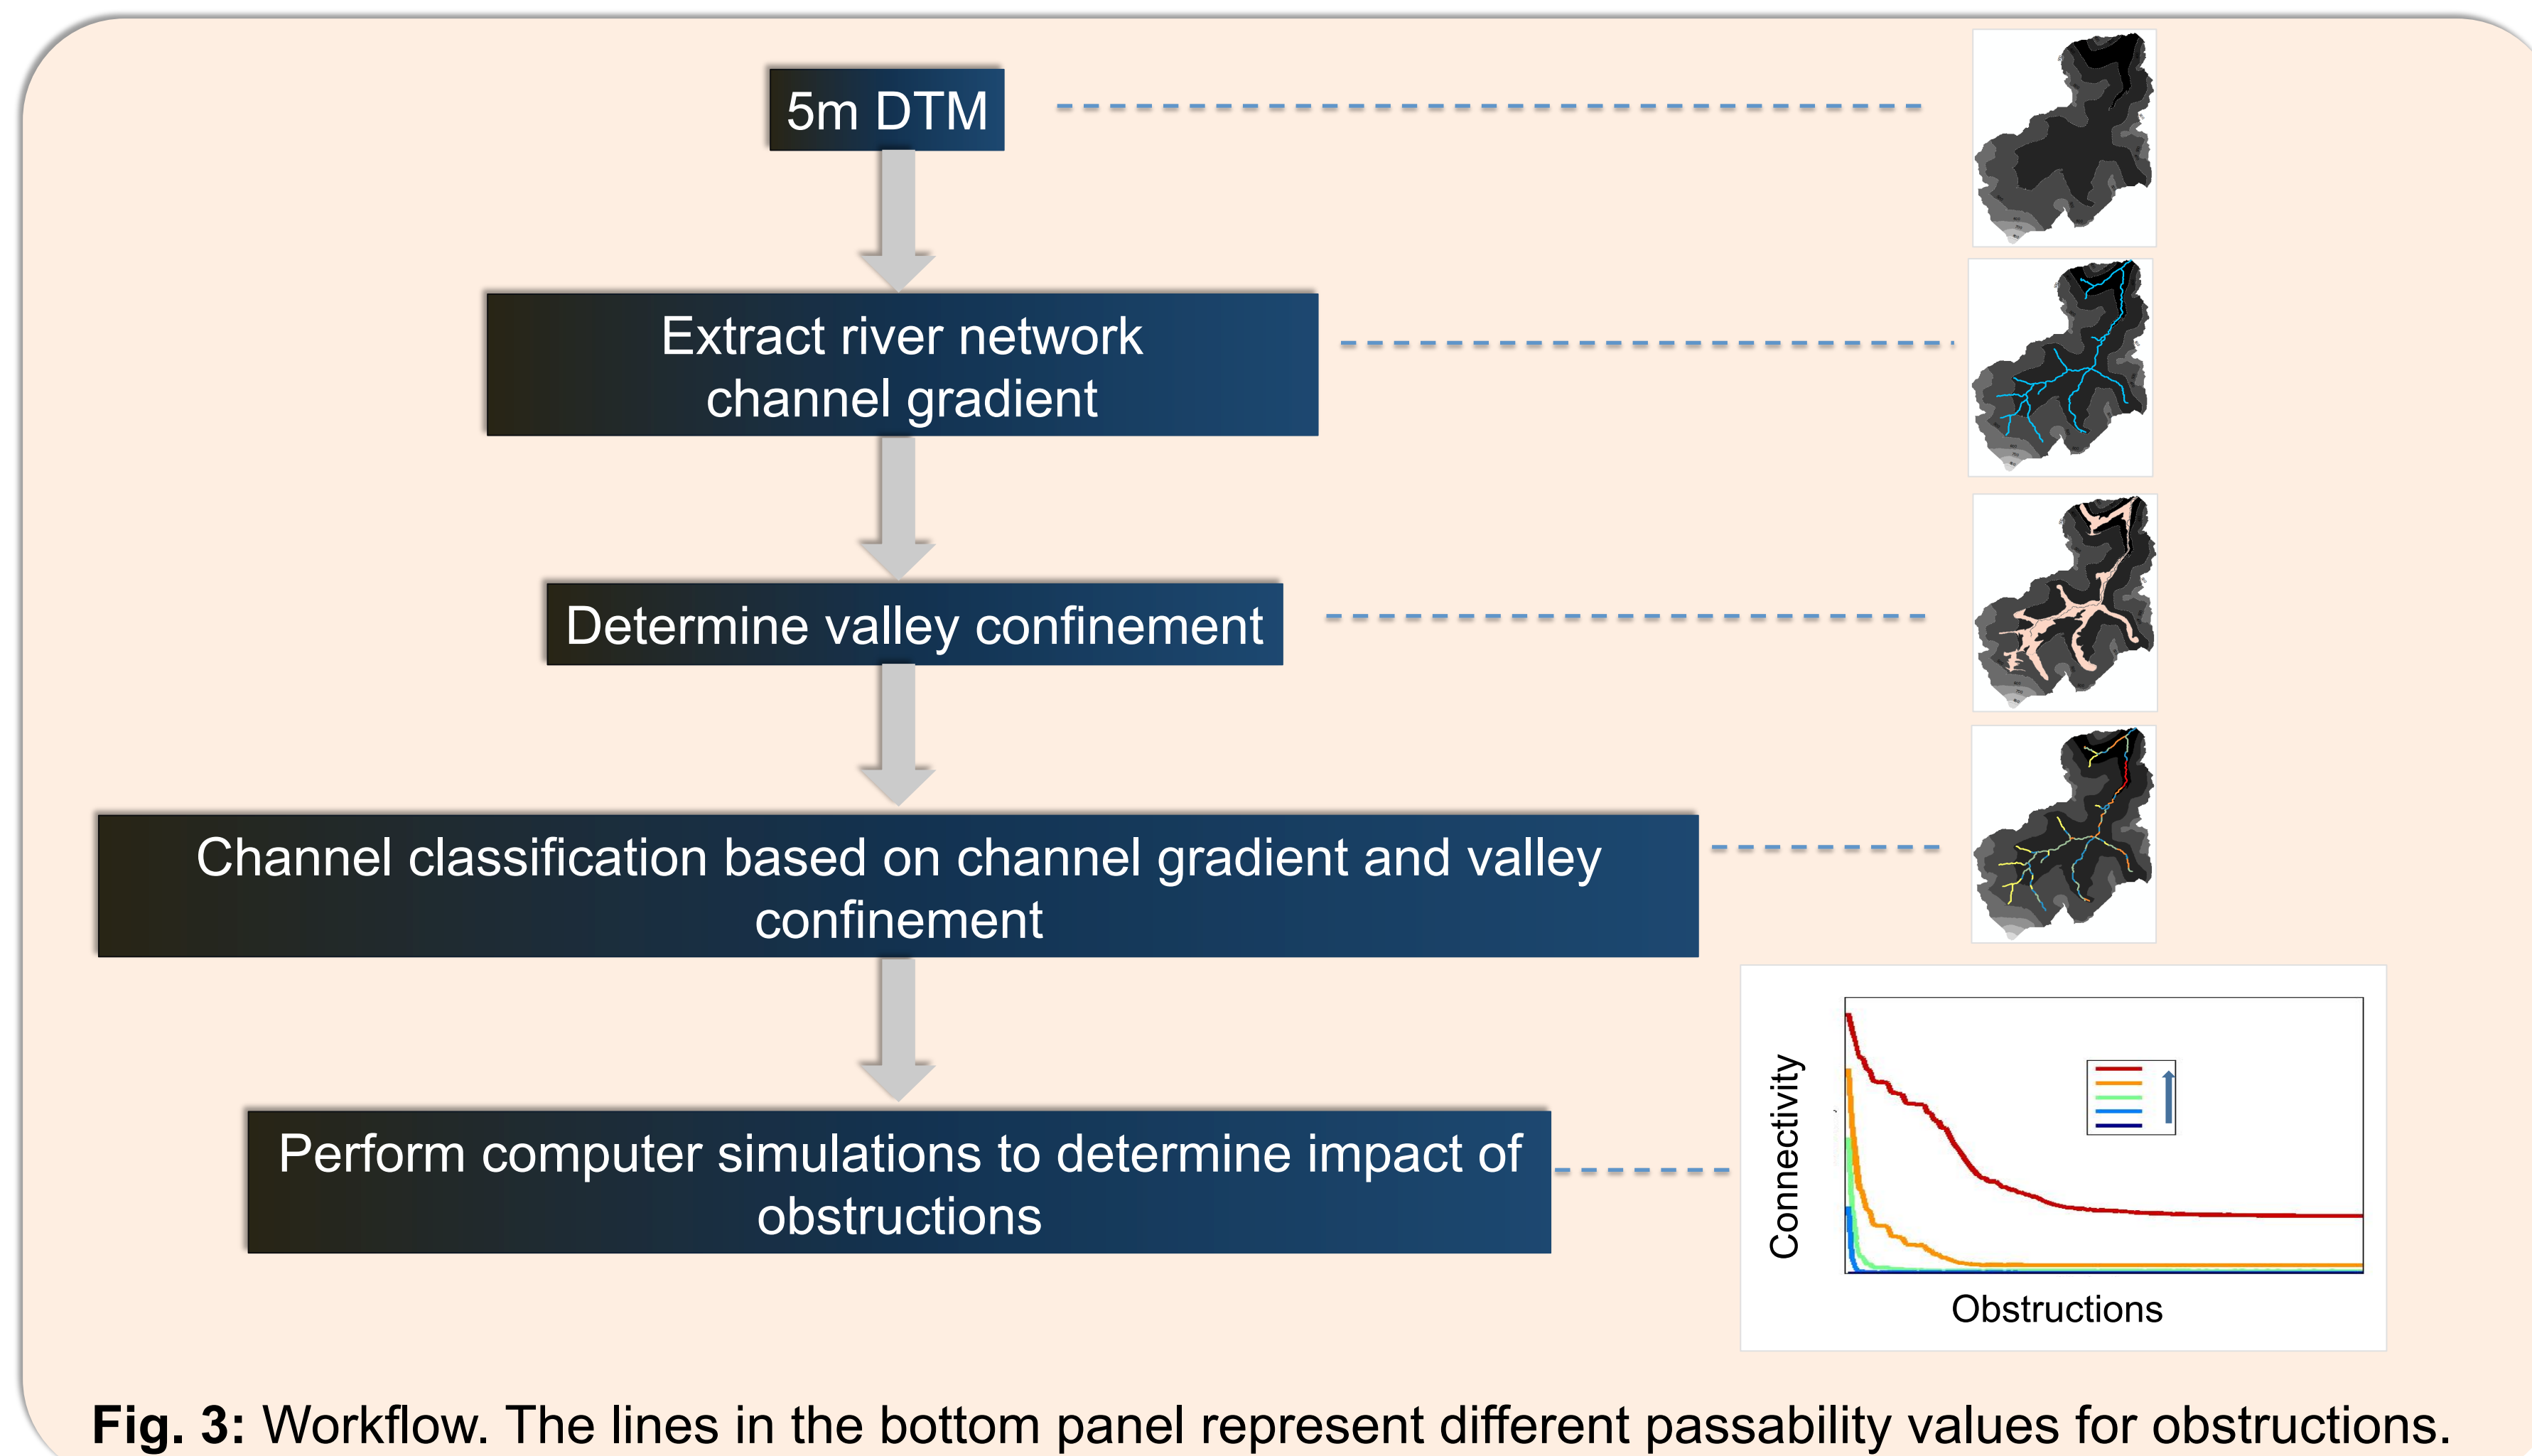 5m DTM
Extract river network
channel gradient
Determine valley confinement
Channel classification based on channel gradient and valley
confinement
Perform computer simulations to determine impact of
obstructions
Connectivity
Obstructions
Fig. 3: Workflow. The lines in the bottom panel represent different passability values for obstructions.